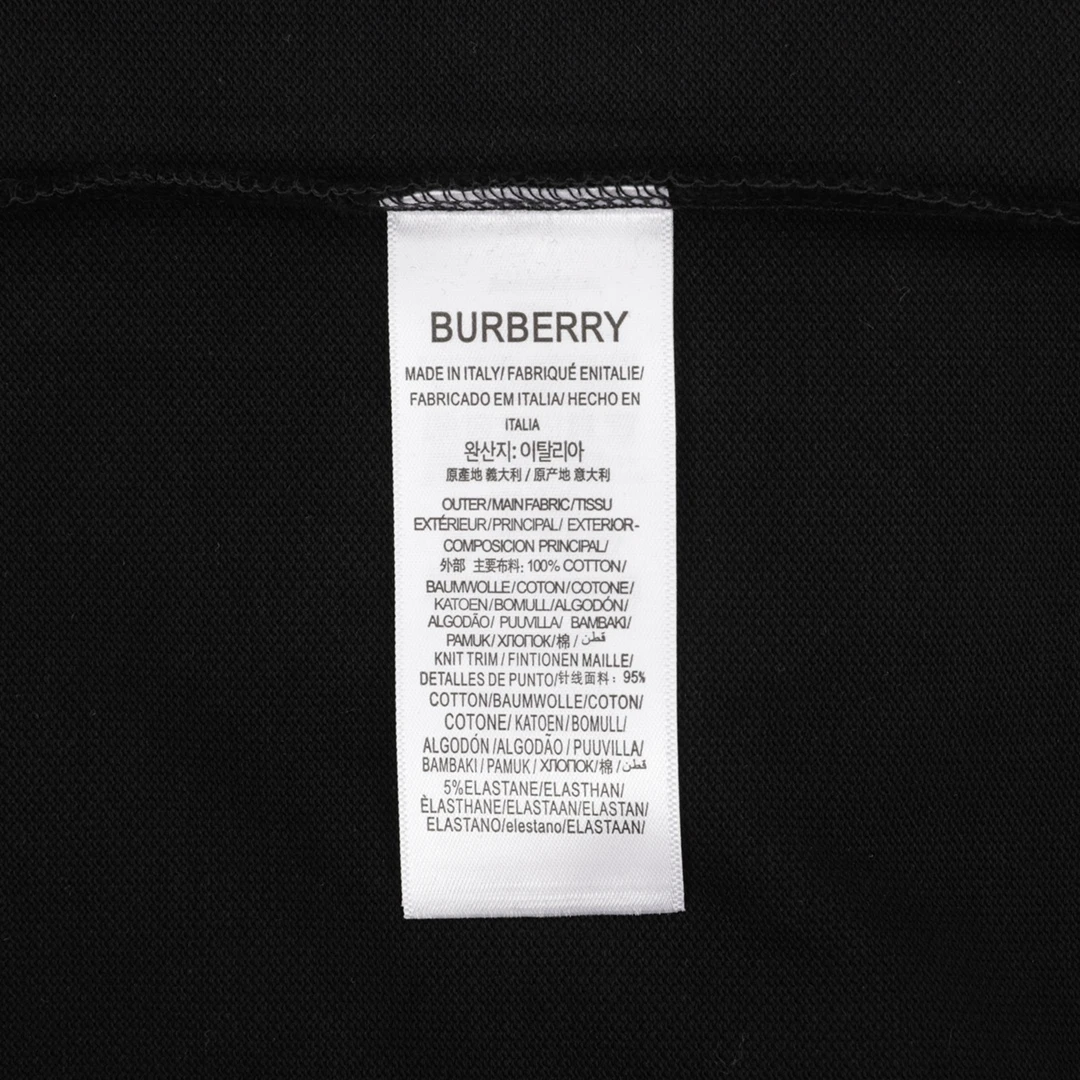 BURBERRY
MADE IN ITALY/ FABRIQUÉ ENITALIE/
FABRICADO EM ITALIA/ HECHO EN
ITALIA
완산지: 이탈리아
原產地 義大利 / 原产地 意大利
OUTER/MAIN FABRIC/TISSU
EXTÉRIEUR/PRINCIPAL/ EXTERIOR-
COMPOSICION PRINCIPAL/
外部 主要布料: 100% COTTON/
BAUMWOLLE/COTON/COTONE/
KATOEN/BOMULL/ALGODÓN/
ALGODÃO/ PUUVILLA/ BAMBAKI/
PAMUK/ХЛОПОК/棉 / قطن
KNIT TRIM / FINTIONEN MAILLE/
DETALLES DE PUNTO/针线面料: 95%
COTTON/BAUMWOLLE/COTON/
COTONE/ KATOEN/BOMULL/
ALGODÓN /ALGODÃO / PUUVILLA/
BAMBAKI / PAMUK / ХЛОПОК/棉 / قطن
5%ELASTANE/ELASTHAN/
ÈLASTHANE/ELASTAAN/ELASTAN/
ELASTANO/elestano/ELASTAAN/